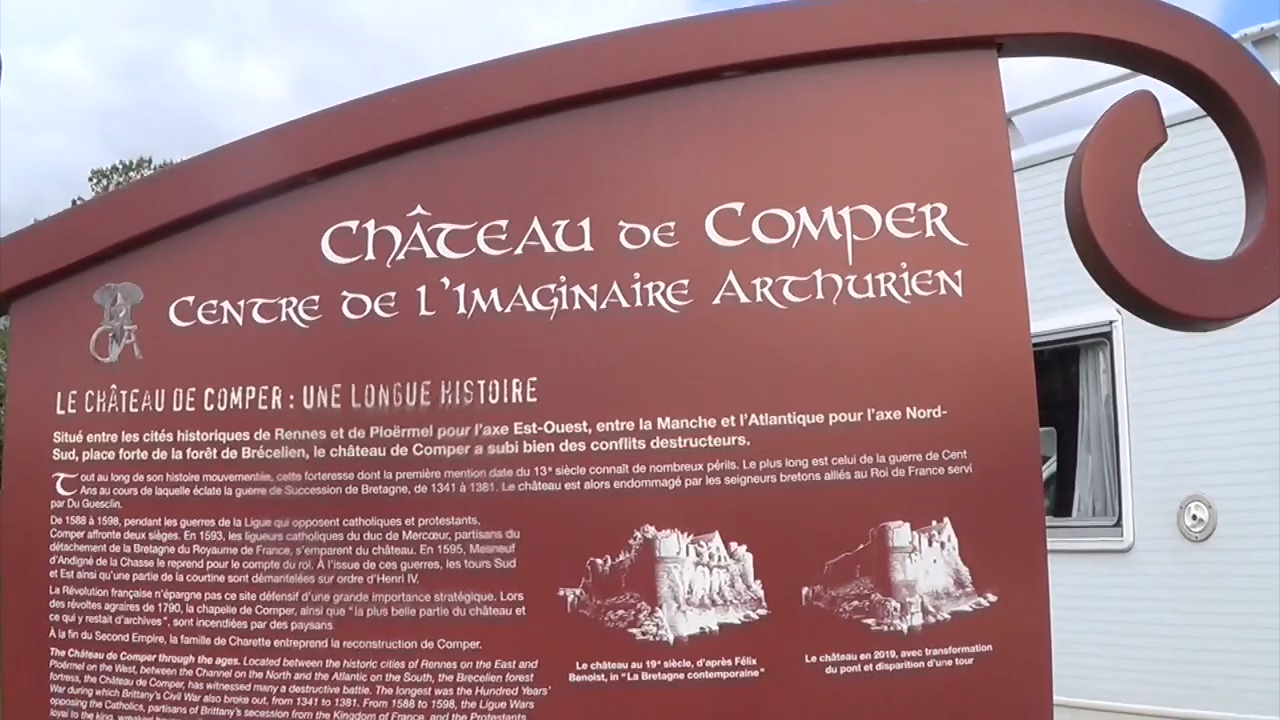 Château de Comper
Centre de l'Imaginaire Arthurien
CIA
LE CHÂTEAU DE COMPER : UNE LONGUE HISTOIRE
Situé entre les cités historiques de Rennes et de Ploërmel pour l'axe Est-Ouest, entre la Manche et l'Atlantique pour l'axe Nord-
Sud, place forte de la forêt de Brécelien, le château de Comper a subi bien des conflits destructeurs.
Tout au long de son histoire mouvementée, cette forteresse dont la première mention date du 13e siècle connaît de nombreux périls. Le plus long est celui de la guerre de Cent
Ans au cours de laquelle éclate la guerre de Succession de Bretagne, de 1341 à 1381. Le château est alors endommagé par les seigneurs bretons alliés au Roi de France servi
par Du Guesclin.
De 1588 à 1598, pendant les guerres de la Ligue qui opposent catholiques et protestants,
Comper affronte deux sièges. En 1593, les ligueurs catholiques du duc de Mercœur, partisans du
détachement de la Bretagne du Royaume de France, s'emparent du château. En 1595, Mesneuf
d'Andigné de la Chasse le reprend pour le compte du roi. À l'issue de ces guerres, les tours Sud
et Est ainsi qu'une partie de la courtine sont démantelées sur ordre d'Henri IV.
La Révolution française n'épargne pas ce site défensif d'une grande importance stratégique. Lors
des révoltes agraires de 1790, la chapelle de Comper, ainsi que "la plus belle partie du château et
ce qui y restait d'archives", sont incendiées par des paysans.
À la fin du Second Empire, la famille de Charette entreprend la reconstruction de Comper.
The Château de Comper through the ages. Located between the historic cities of Rennes on the East and
Ploërmel on the West, between the Channel on the North and the Atlantic on the South, the Brecelien forest
fortress, the Château de Comper, has witnessed many a destructive battle. The longest was the Hundred Years'
War during which Brittany's Civil War also broke out, from 1341 to 1381. From 1588 to 1598, the Ligue Wars
opposing the Catholics, partisans of Brittany's secession from the Kingdom of France, and the Protestants,
loyal to the king,
Le château au 19e siècle, d'après Félix
Benoist, in "La Bretagne contemporaine"
Le château en 2019, avec transformation
du pont et disparition d'une tour